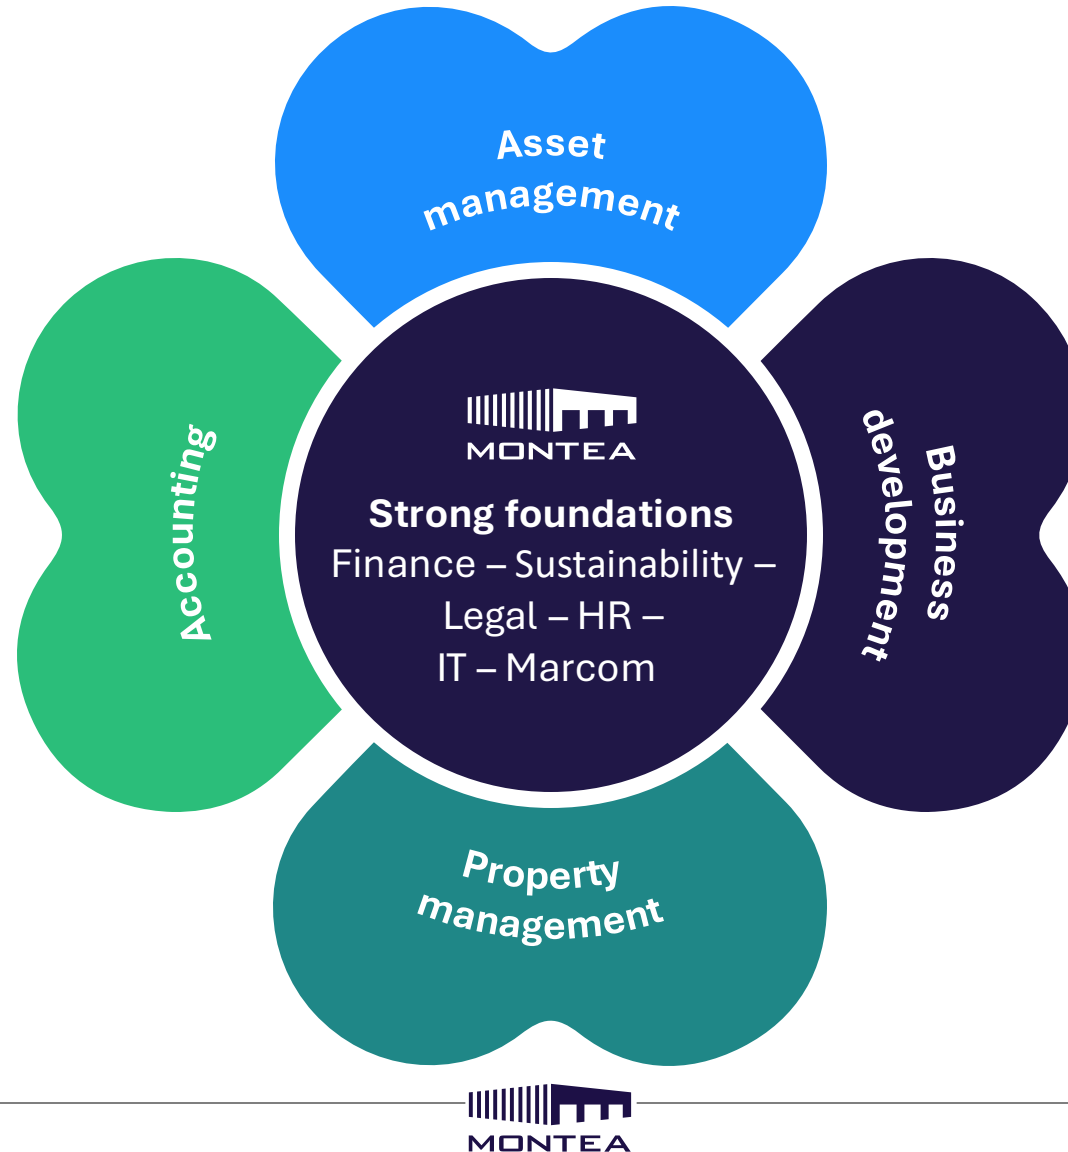 Asset
management
Accounting
MONTEA
Strong foundations
Finance – Sustainability –
Legal – HR –
IT – Marcom
Business
development
Property
management
MONTEA